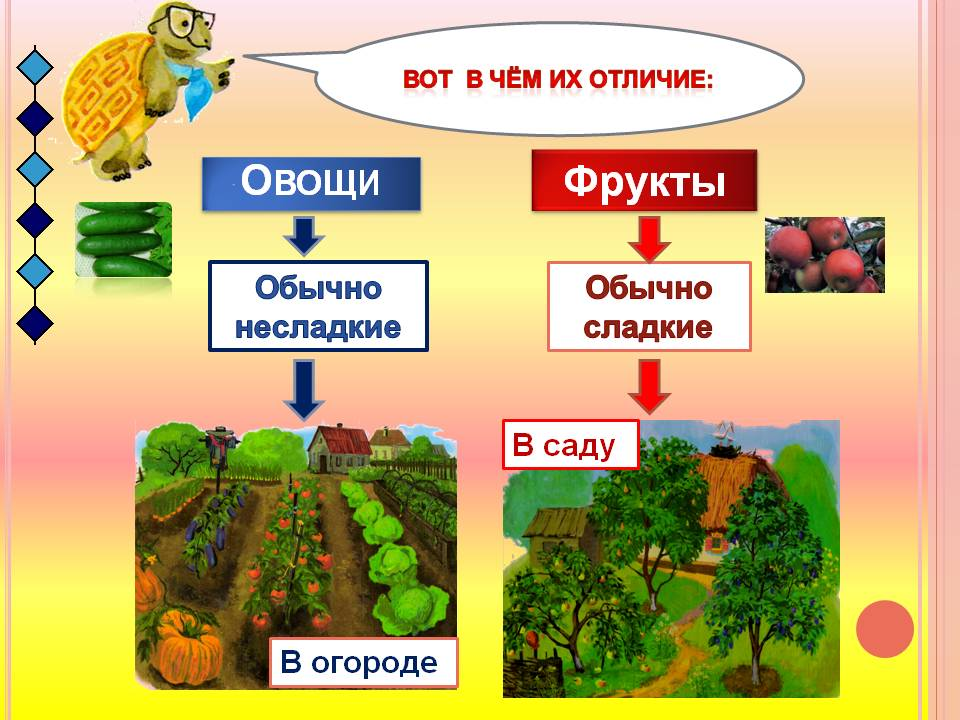 ВОТ В ЧЁМ ИХ ОТЛИЧИЕ:
ОВОЩИ
Фрукты
Обычно
несладкие
Обычно
сладкие
В саду
В огороде